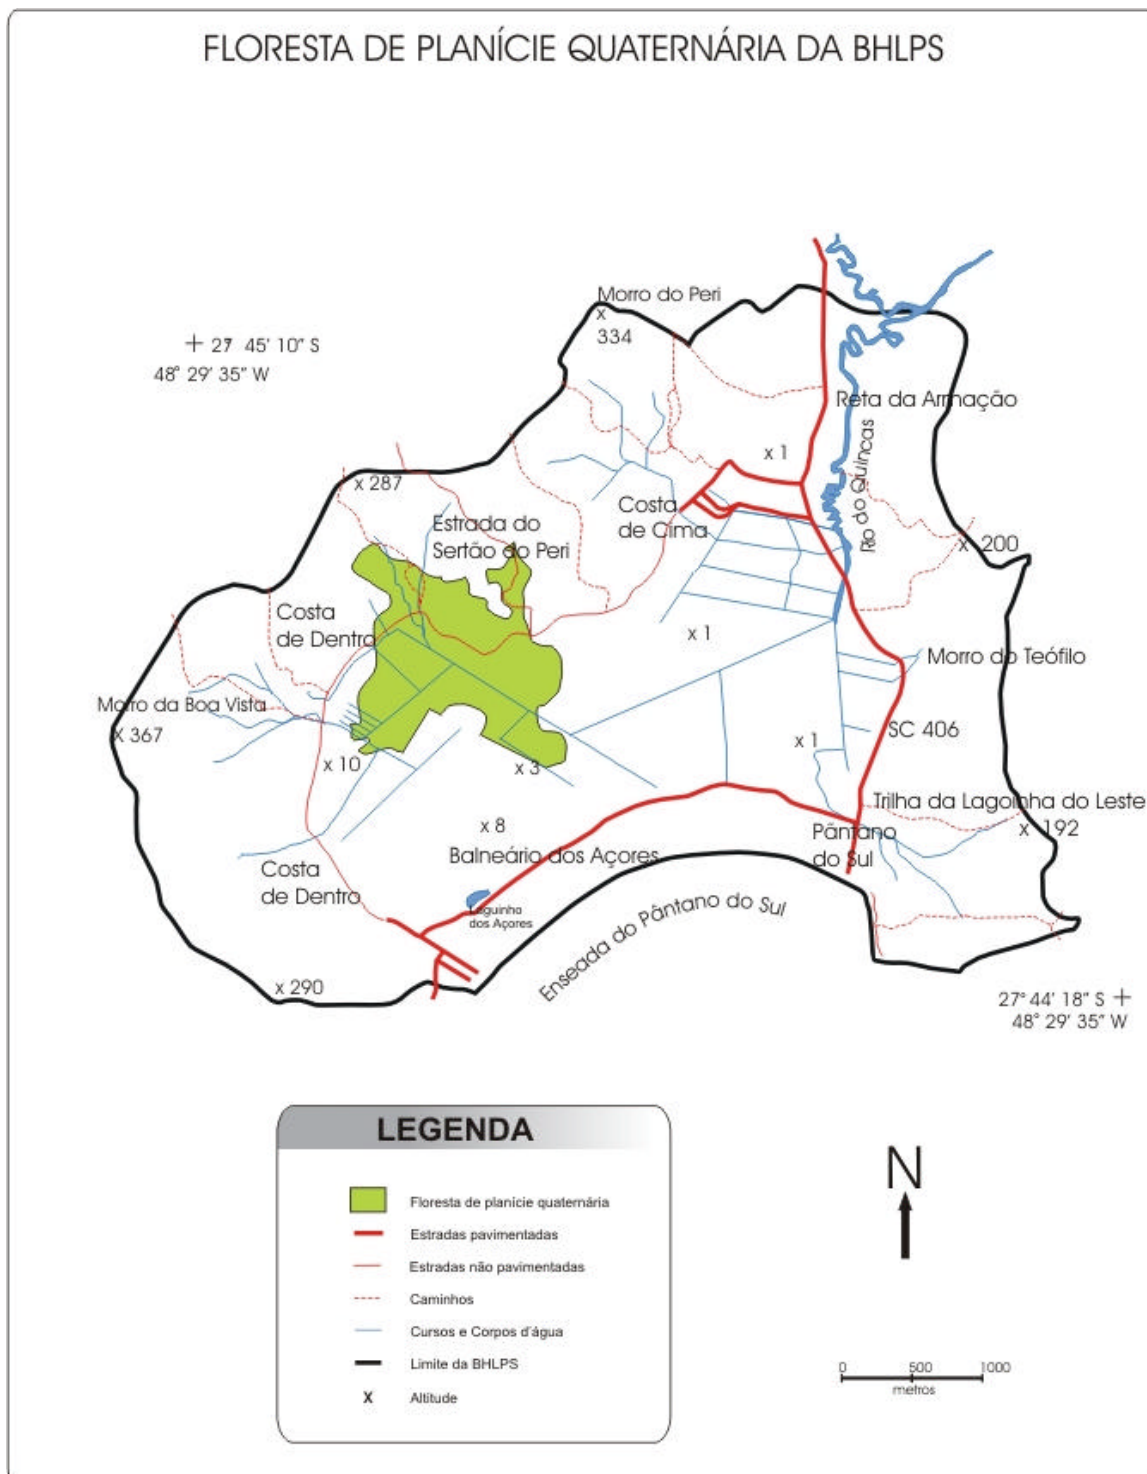 FLORESTA DE PLANÍCIE QUATERNÁRIA DA BHLPS
Morro do Peri
x
334
27 45' 10" S
48° 29' 35" W
Reta da Armação
x 1
Rio do Quincas
x 287
Costa
de Cima
Estrada do
Sertão do Peri
x 200
Costa
de Dentro
x 1
Morro do Teófilo
Morro da Boa Vista
x 367
SC 406
x 1
x 10
x 3
Trilha da Lagoinha do Leste
x 192
x 8
Pântano
do Sul
Balneário dos Açores
Costa
de Dentro
Laguinho
dos Açores
Enseada do Pântano do Sul
x 290
27° 44' 18" S
48° 29' 35" W
LEGENDA
Floresta de planície quaternária
Estradas pavimentadas
Estradas não pavimentadas
Caminhos
Cursos e Corpos d'água
Limite da BHLPS
X Altitude
N
0 500 1000
metros